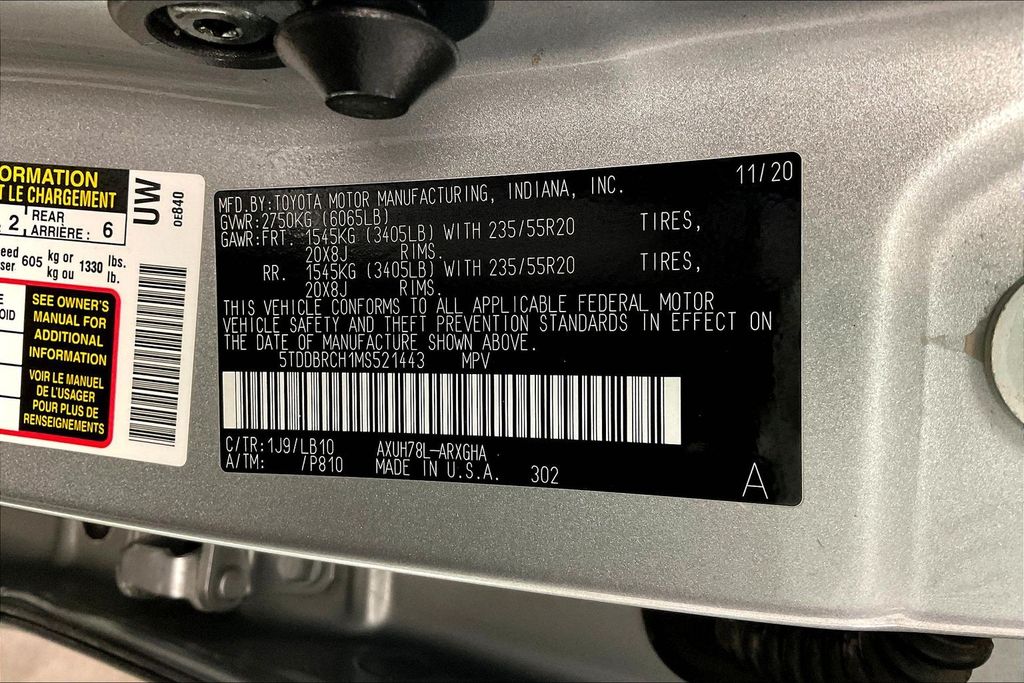 ORMATION
T LE CHARGEMENT
2 REAR
ARRIÈRE : 6
UW
0E840
eed 605 kg or 1330 lbs.
ser kg ou lb.
SEE OWNER'S
MANUAL FOR
ADDITIONAL
INFORMATION
VOIR LE MANUEL
DE L'USAGER
POUR PLUS DE
RENSEIGNEMENTS
E
OID
11/20
MFD.BY:TOYOTA MOTOR MANUFACTURING, INDIANA, INC.
GVWR:2750KG (6065LB)
GAWR:FRT. 1545KG (3405LB) WITH 235/55R20 TIRES,
20X8J RIMS.
RR. 1545KG (3405LB) WITH 235/55R20 TIRES,
20X8J RIMS.
THIS VEHICLE CONFORMS TO ALL APPLICABLE FEDERAL MOTOR
VEHICLE SAFETY AND THEFT PREVENTION STANDARDS IN EFFECT ON
THE DATE OF MANUFACTURE SHOWN ABOVE.
5TDDBRCH1MS521443 MPV
C/TR:1J9/LB10 AXUH78L-ARXGHA
A/TM: /P810 MADE IN U.S.A. 302
A